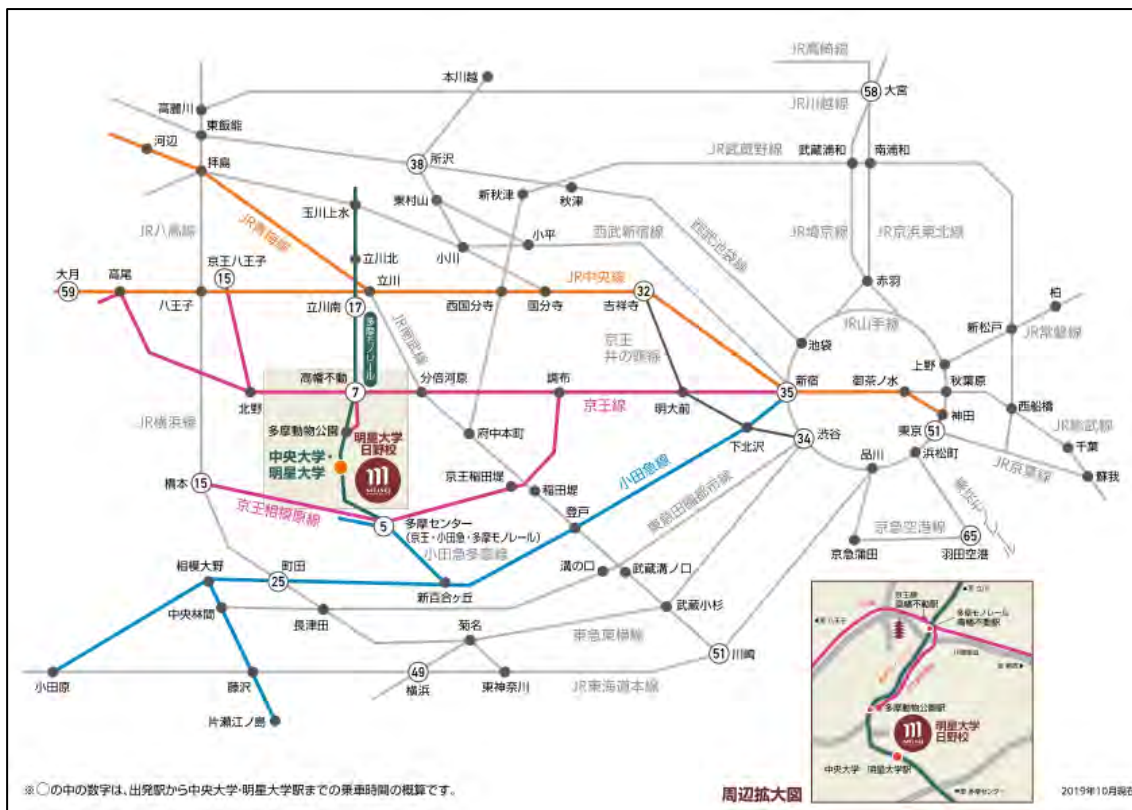 JR高崎線
本川越
58
大宮
JR川越線
高麗川
東飯能
河辺
拝島
38
所沢
JR武蔵野線
武蔵浦和
南浦和
新秋津
秋津
東村山
玉川上水
小平
小川
西武新宿線
西武池袋線
JR八高線
JR青梅線
JR埼京線
JR京浜東北線
立川北
京王八王子
15
大月
59
高尾
八王子
立川南
17
立川
JR中央線
西国分寺
国分寺
吉祥寺
32
赤羽
JR山手線
柏
新松戸
JR常磐線
多摩モノレール
JR南武線
京王
井の頭線
池袋
上野
高幡不動
7
北野
分倍河原
調布
京王線
明大前
新宿
35
御茶ノ水
秋葉原
神田
西船橋
JR総武線
千葉
蘇我
JR京葉線
JR横浜線
多摩動物公園
明星大学
日野校
中央大学・
明星大学
府中本町
下北沢
34
渋谷
東京
51
浜松町
品川
橋本
15
京王相模原線
京王稲田堤
稲田堤
小田急線
東急田園都市線
東京モノレール
5
多摩センター
(京王・小田急・多摩モノレール)
小田急多摩線
登戸
京急空港線
京急蒲田
65
羽田空港
相模大野
町田
25
新百合ヶ丘
溝の口
武蔵溝ノ口
中央林間
長津田
菊名
武蔵小杉
東急東横線
51
川崎
小田原
藤沢
49
横浜
東神奈川
JR東海道本線
片瀬江ノ島
京王線
高幡不動駅
多摩モノレール
高幡不動駅
多摩動物公園駅
明星大学
日野校
中央大学・明星大学駅
至 多摩センター
周辺拡大図
※○の中の数字は、出発駅から中央大学・明星大学駅までの乗車時間の概算です。
2019年10月現在